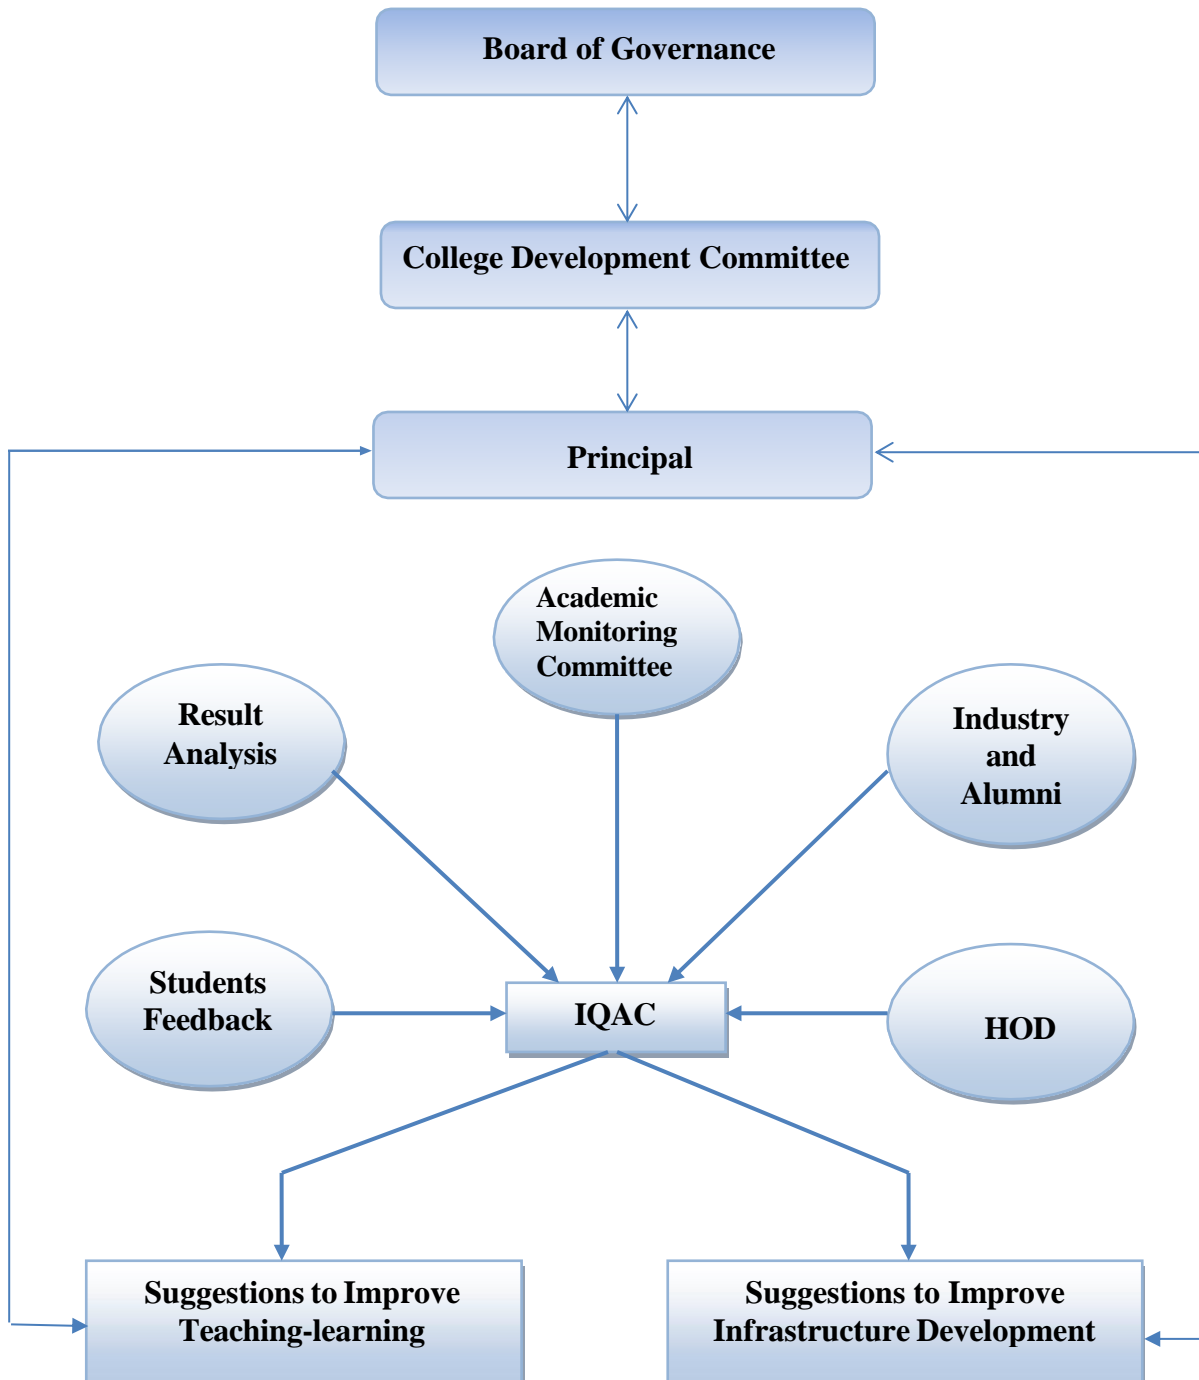 Board of Governance
College Development Committee
Principal
Academic
Monitoring
Committee
Result
Analysis
Industry
and
Alumni
Students
Feedback
IQAC
HOD
Suggestions to Improve
Teaching-learning
Suggestions to Improve
Infrastructure Development